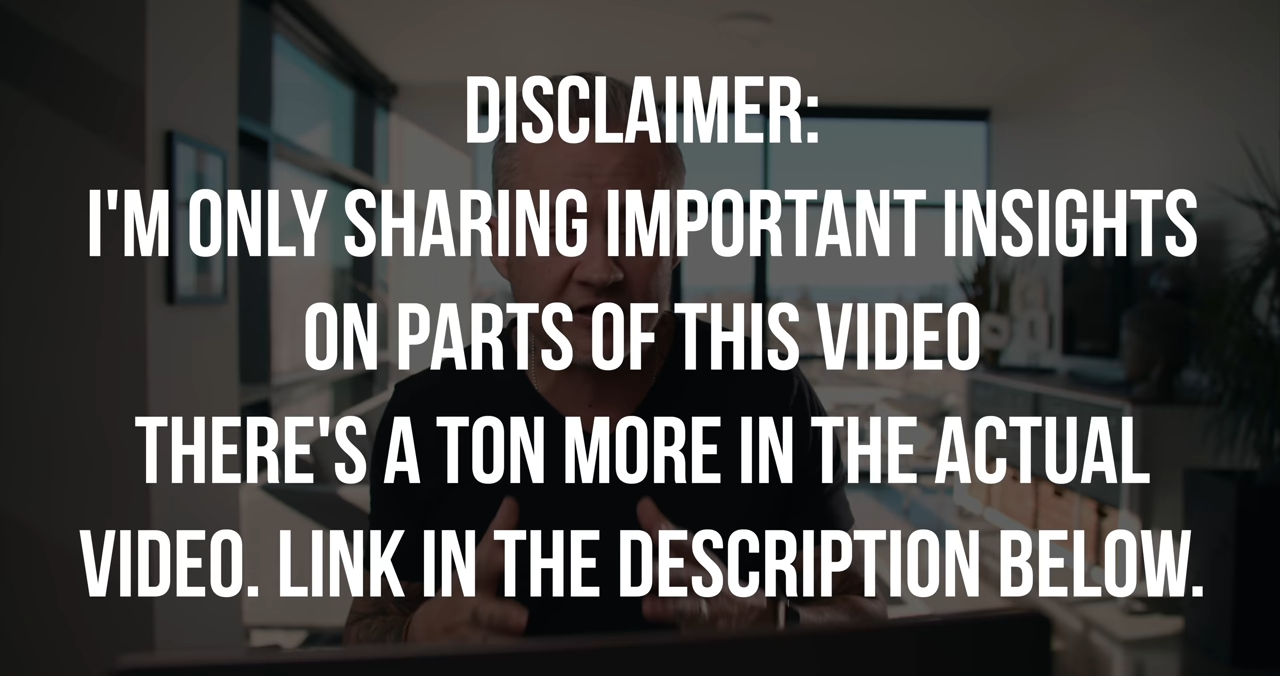 DISCLAIMER:
I'M ONLY SHARING IMPORTANT INSIGHTS
ON PARTS OF THIS VIDEO
THERE'S A TON MORE IN THE ACTUAL
VIDEO. LINK IN THE DESCRIPTION BELOW.